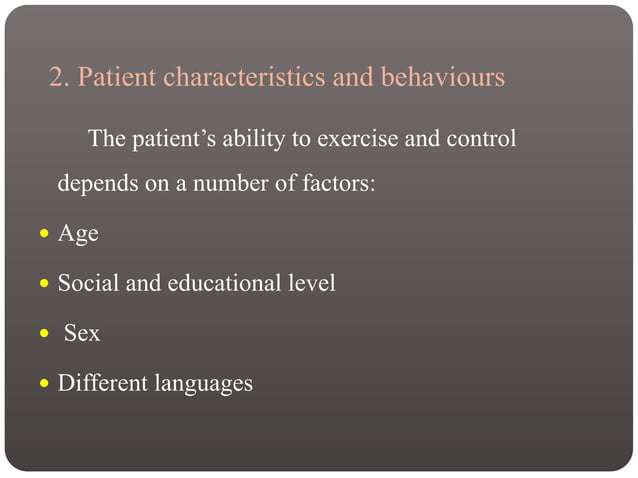 2. Patient characteristics and behaviours
The patient’s ability to exercise and control
depends on a number of factors:
• Age
• Social and educational level
• Sex
• Different languages